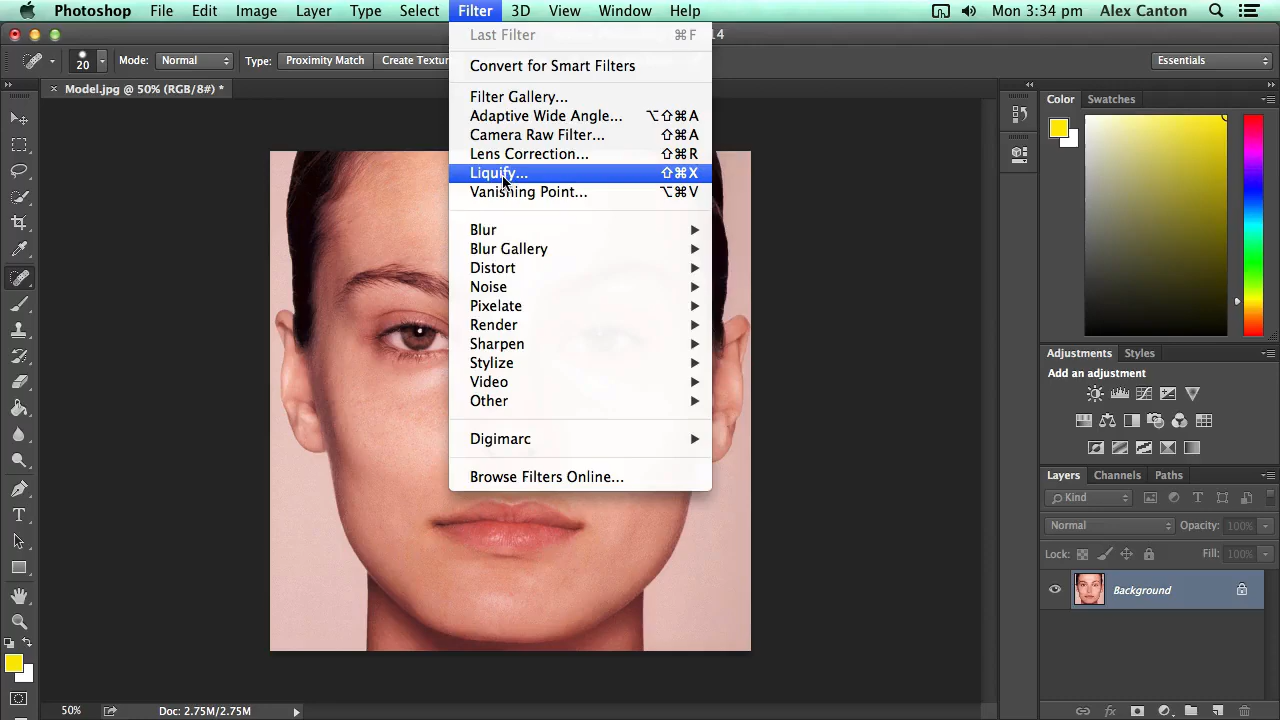 Photoshop File Edit Image Layer Type Select Filter 3D View Window Help Mon 3:34 pm Alex Canton
14
20 Mode: Normal Type: Proximity Match Create Textur Essentials
× Model.jpg @ 50% (RGB/8#) *
Last Filter ⌘F
Convert for Smart Filters
Filter Gallery...
Adaptive Wide Angle... ⌥⇧⌘A
Camera Raw Filter... ⇧⌘A
Lens Correction... ⇧⌘R
Liquify... ⇧⌘X
Vanishing Point... ⌥⌘V
Blur
Blur Gallery
Distort
Noise
Pixelate
Render
Sharpen
Stylize
Video
Other
Digimarc
Browse Filters Online...
Color Swatches
Adjustments Styles
Add an adjustment
Layers Channels Paths
Kind
Normal Opacity: 100%
Lock: Fill: 100%
Background
50% Doc: 2.75M/2.75M